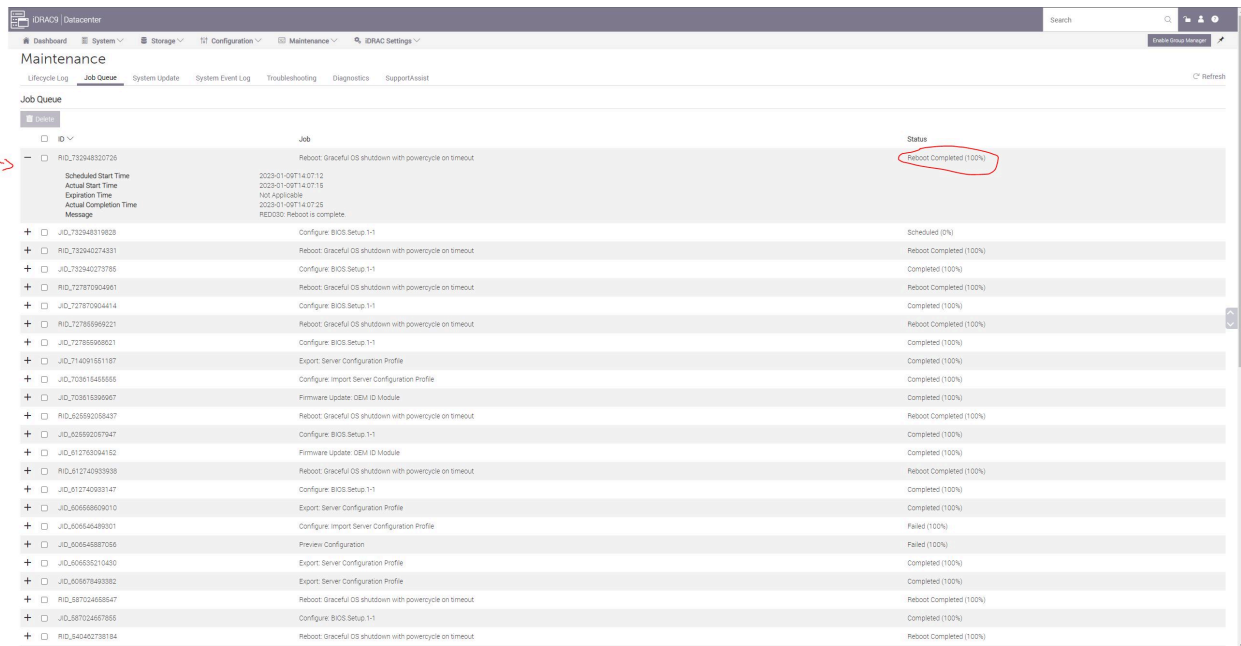 iDRAC9 | Datacenter
Search
Dashboard System Storage Configuration Maintenance iDRAC Settings
Enable Group Manager
Maintenance
Lifecycle Log Job Queue System Update System Event Log Troubleshooting Diagnostics SupportAssist
Refresh
Job Queue
Delete
ID Job Status
RID_732948320726 Reboot: Graceful OS shutdown with powercycle on timeout Reboot Completed (100%)
Scheduled Start Time 2023-01-09T14:07:12
Actual Start Time 2023-01-09T14:07:15
Expiration Time Not Applicable
Actual Completion Time 2023-01-09T14:07:25
Message RED030: Reboot is complete.
JID_732948319828 Configure: BIOS.Setup.1-1 Scheduled (0%)
RID_732940274331 Reboot: Graceful OS shutdown with powercycle on timeout Reboot Completed (100%)
JID_732940273785 Configure: BIOS.Setup.1-1 Completed (100%)
RID_727870904961 Reboot: Graceful OS shutdown with powercycle on timeout Reboot Completed (100%)
JID_727870904414 Configure: BIOS.Setup.1-1 Completed (100%)
RID_727855969221 Reboot: Graceful OS shutdown with powercycle on timeout Reboot Completed (100%)
JID_727855968621 Configure: BIOS.Setup.1-1 Completed (100%)
JID_714091551187 Export: Server Configuration Profile Completed (100%)
JID_703615455555 Configure: Import Server Configuration Profile Completed (100%)
JID_703615396967 Firmware Update: OEM ID Module Completed (100%)
RID_625592058437 Reboot: Graceful OS shutdown with powercycle on timeout Reboot Completed (100%)
JID_625592057947 Configure: BIOS.Setup.1-1 Completed (100%)
JID_612763094152 Firmware Update: OEM ID Module Completed (100%)
RID_612740933938 Reboot: Graceful OS shutdown with powercycle on timeout Reboot Completed (100%)
JID_612740933147 Configure: BIOS.Setup.1-1 Completed (100%)
JID_606568609010 Export: Server Configuration Profile Completed (100%)
JID_606546489301 Configure: Import Server Configuration Profile Failed (100%)
JID_606545887056 Preview Configuration Failed (100%)
JID_606535210430 Export: Server Configuration Profile Completed (100%)
JID_605678493382 Export: Server Configuration Profile Completed (100%)
RID_587024658547 Reboot: Graceful OS shutdown with powercycle on timeout Reboot Completed (100%)
JID_587024657855 Configure: BIOS.Setup.1-1 Completed (100%)
RID_540462738184 Reboot: Graceful OS shutdown with powercycle on timeout Reboot Completed (100%)